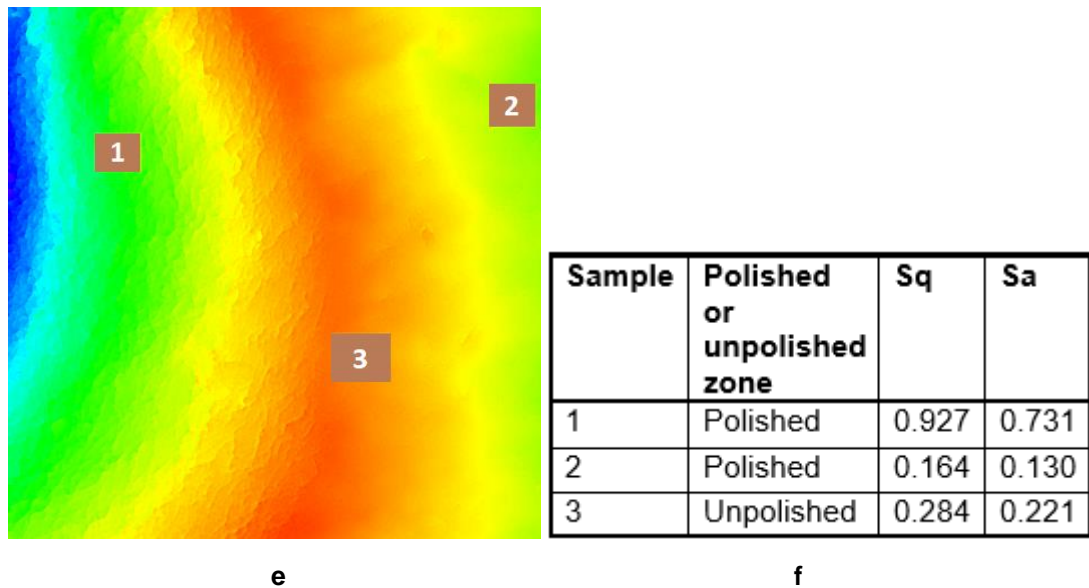 1
2
3
Sample Polished or unpolished zone Sq Sa
1 Polished 0.927 0.731
2 Polished 0.164 0.130
3 Unpolished 0.284 0.221
e f